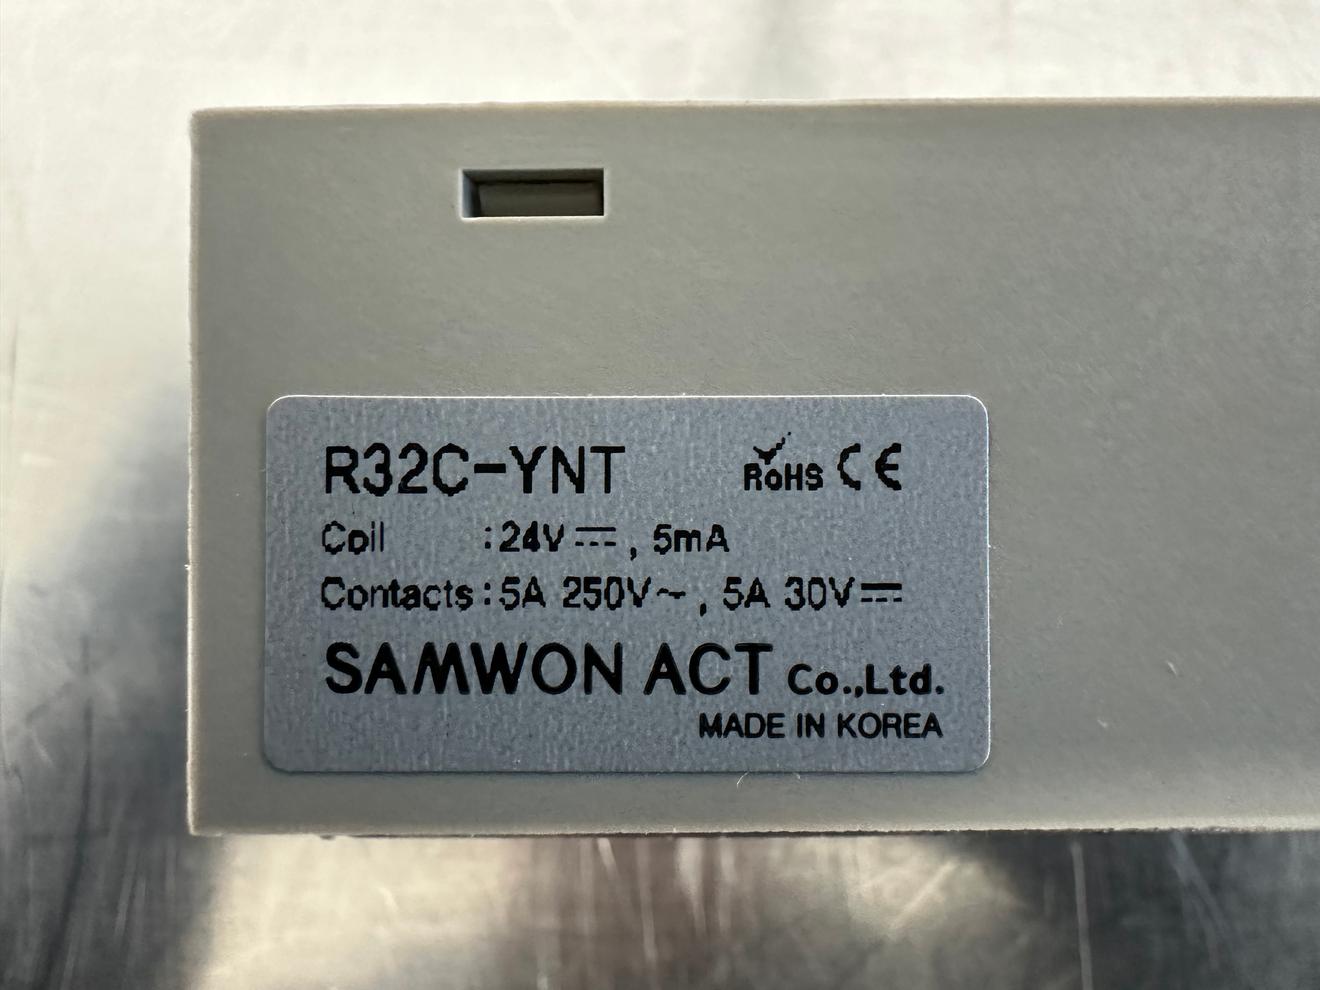 R32C-YNT RoHS CE
Coil :24V⎓, 5mA
Contacts:5A 250V~, 5A 30V⎓
SAMWON ACT Co.,Ltd.
MADE IN KOREA